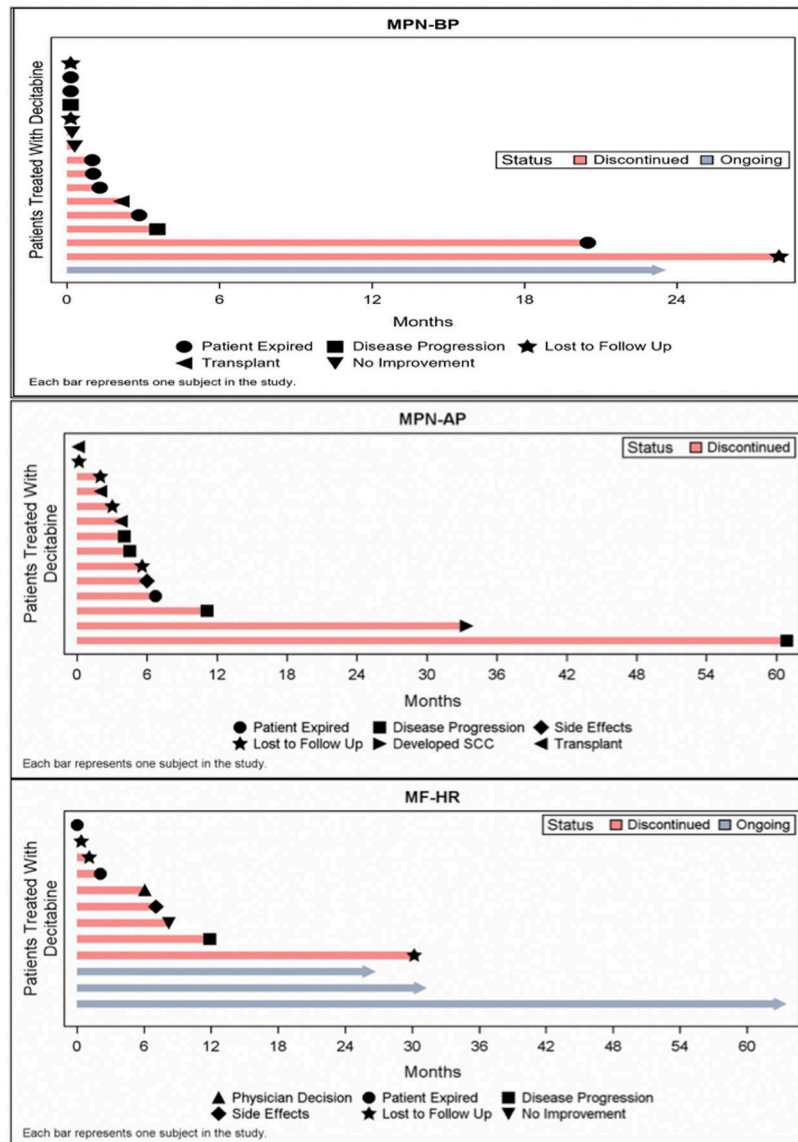 MPN-BP
Patients Treated With Decitabine
Status Discontinued Ongoing
0 6 12 18 24
Months
Patient Expired Disease Progression Lost to Follow Up
Transplant No Improvement
Each bar represents one subject in the study.
MPN-AP
Patients Treated With
Decitabine
Status Discontinued
0 6 12 18 24 30 36 42 48 54 60
Months
Patient Expired Disease Progression Side Effects
Lost to Follow Up Developed SCC Transplant
Each bar represents one subject in the study.
MF-HR
Patients Treated With
Decitabine
Status Discontinued Ongoing
0 6 12 18 24 30 36 42 48 54 60
Months
Physician Decision Patient Expired Disease Progression
Side Effects Lost to Follow Up No Improvement
Each bar represents one subject in the study.